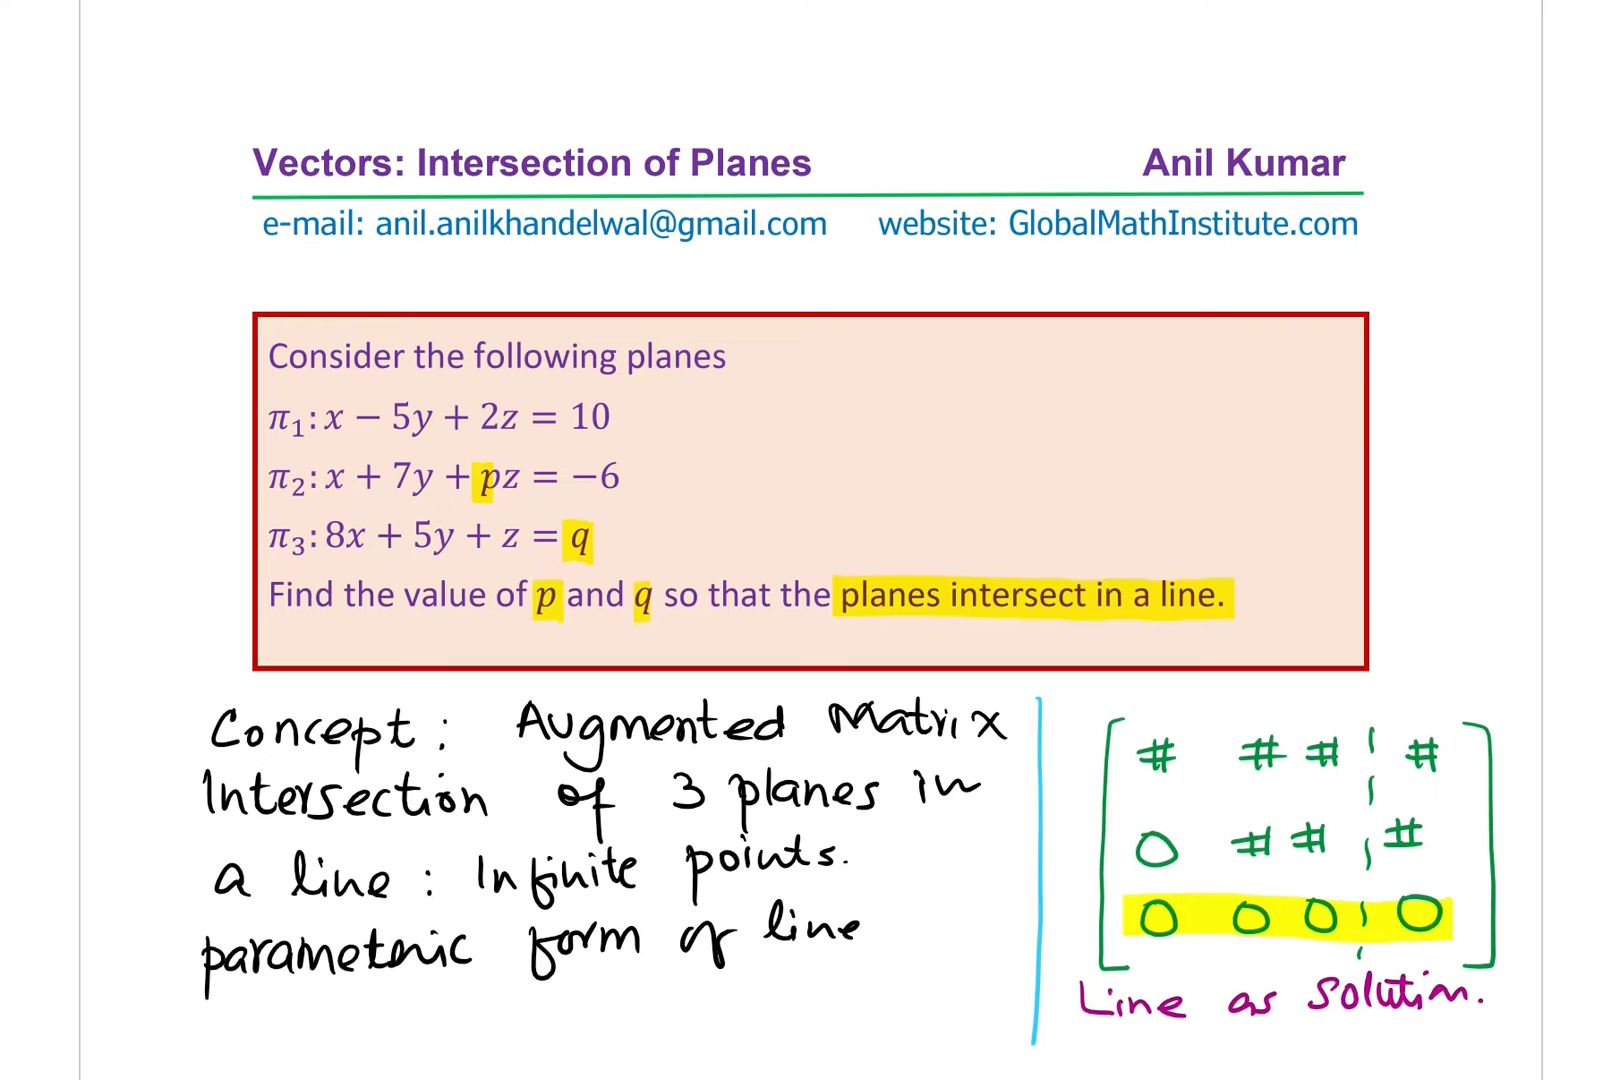 Vectors: Intersection of Planes Anil Kumar
e-mail: anil.anilkhandelwal@gmail.com website: GlobalMathInstitute.com
Consider the following planes
π₁: x − 5y + 2z = 10
π₂: x + 7y + pz = −6
π₃: 8x + 5y + z = q
Find the value of p and q so that the planes intersect in a line.
Concept: Augmented Matrix
Intersection of 3 planes in
a line: Infinite points.
parametric form of line
# # # ¦ #
0 # # ¦ #
0 0 0 ¦ 0
Line as solution.